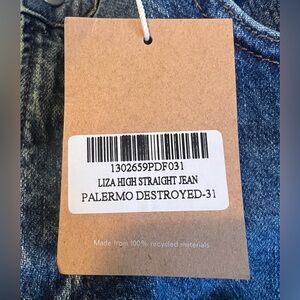 1302659PDF031
LIZA HIGH STRAIGHT JEAN
PALERMO DESTROYED-31
Made from 100% recycled materials